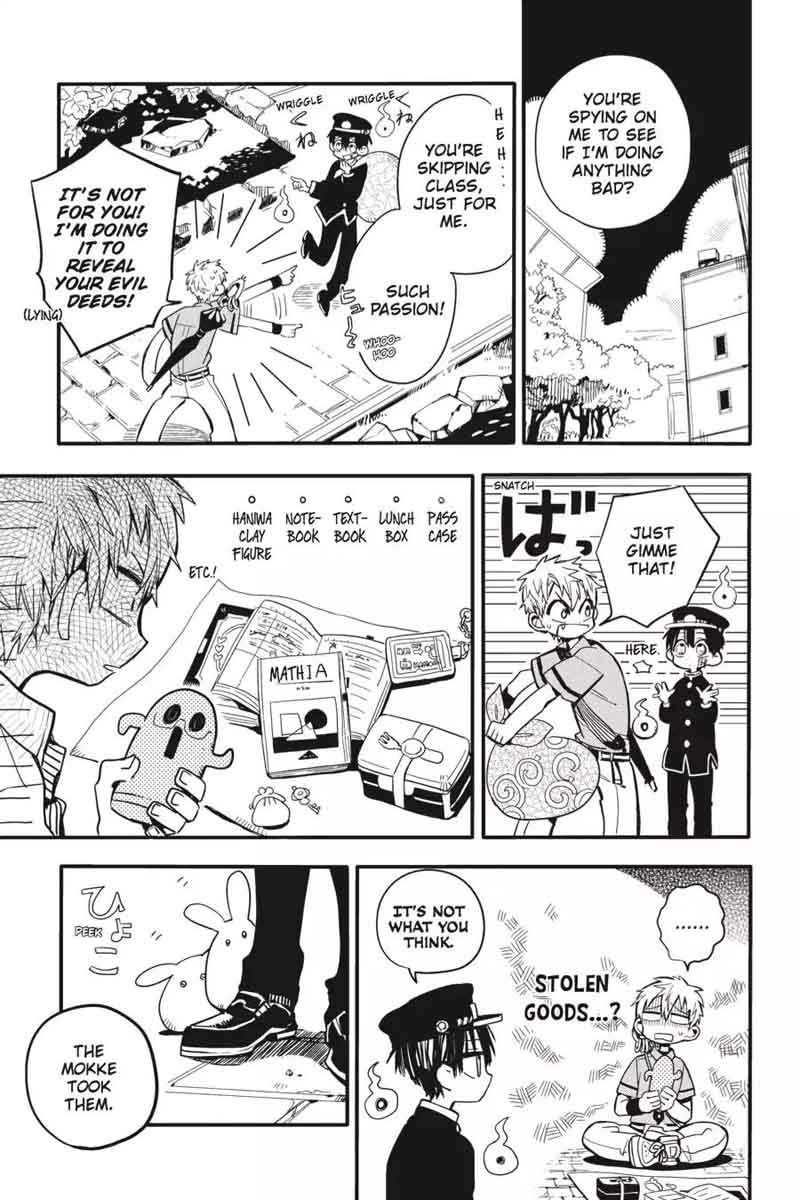 YOU'RE
SPYING ON
ME TO SEE
IF I'M DOING
ANYTHING
BAD?
HEH...
YOU'RE
SKIPPING
CLASS,
JUST FOR
ME.
SUCH
PASSION!
WRIGGLE
くね
WRIGGLE
くね
ヒュー
WHOO-
HOO
IT'S NOT
FOR YOU!
I'M DOING
IT TO
REVEAL
YOUR EVIL
DEEDS!
(LYING)
SNATCH
ばっ
JUST
GIMME
THAT!
...HERE.
PASS
CASE
LUNCH
BOX
TEXT-
BOOK
NOTE-
BOOK
HANIWA
CLAY
FIGURE
ETC.!
MATHIA
......
STOLEN
GOODS...?
IT'S NOT
WHAT YOU
THINK.
ひょこ
PEEK
THE
MOKKE
TOOK
THEM.